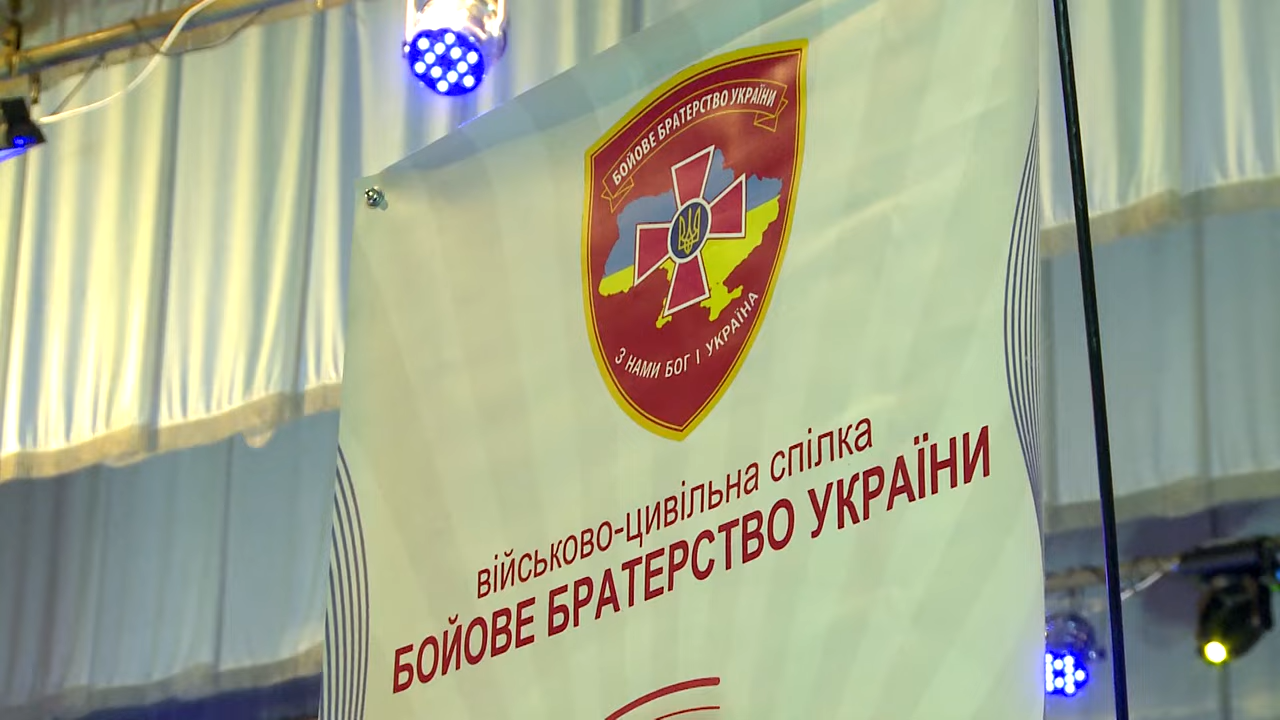 БОЙОВЕ БРАТЕРСТВО УКРАЇНИ
З НАМИ БОГ І УКРАЇНА
військово-цивільна спілка
БОЙОВЕ БРАТЕРСТВО УКРАЇНИ